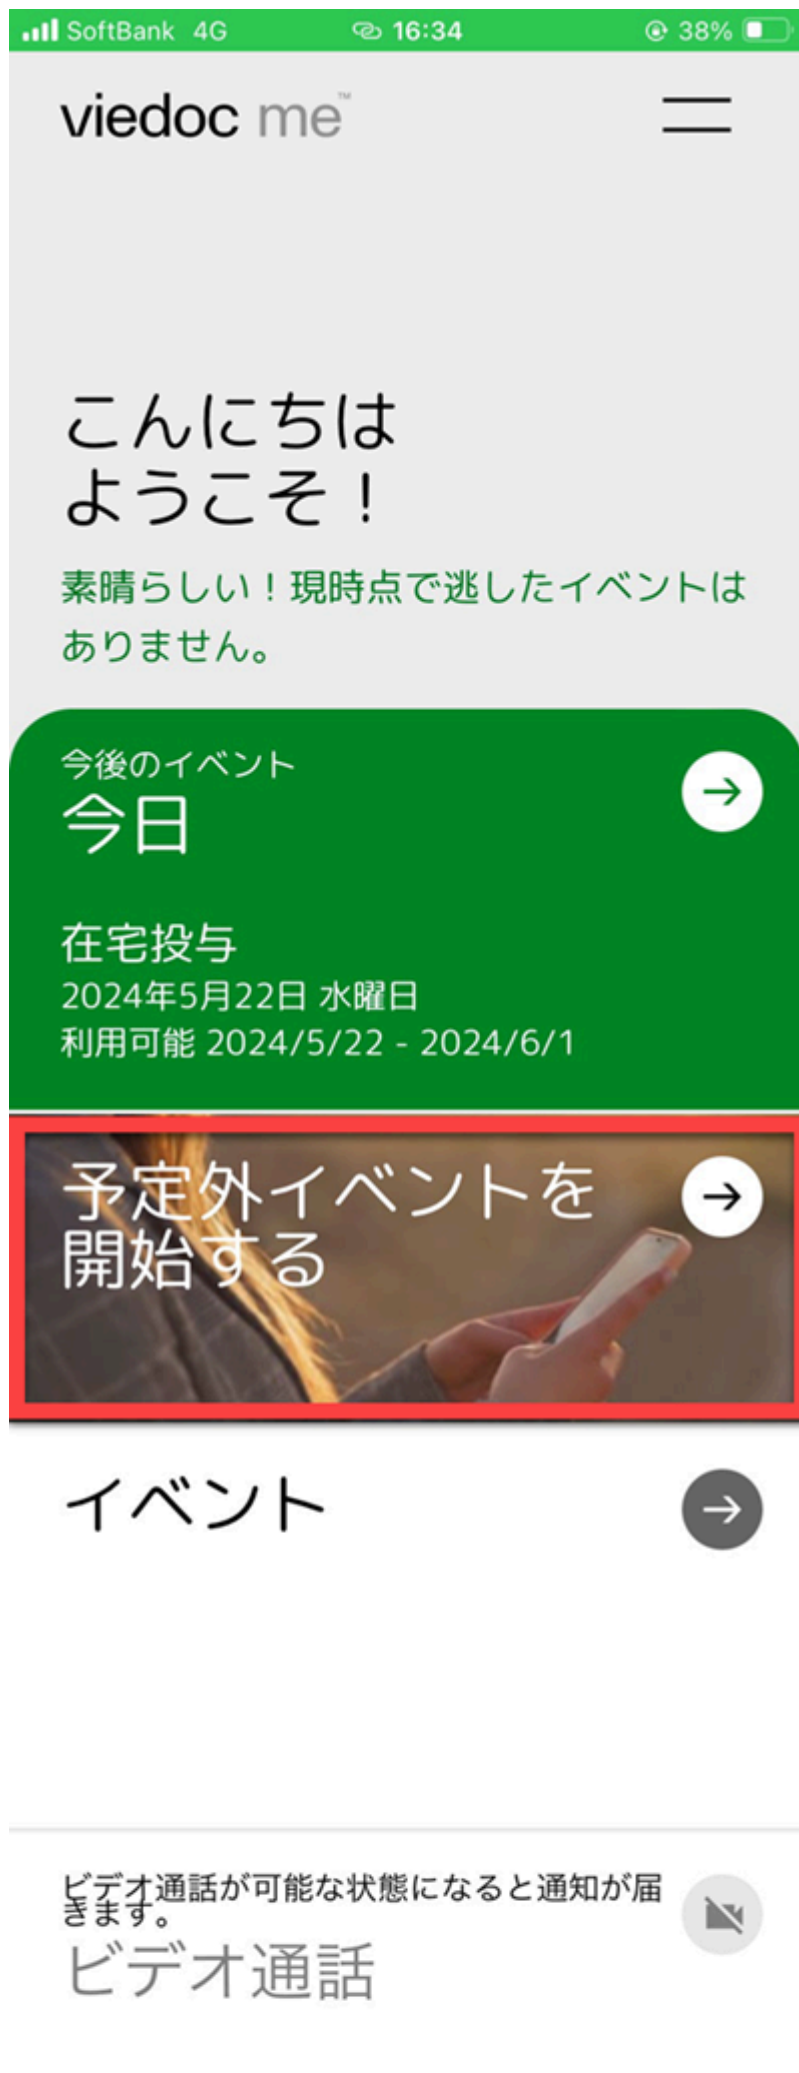 SoftBank 4G 16:34 38%
viedoc me™
こんにちは
ようこそ！
素晴らしい！現時点で逃したイベントは
ありません。
今後のイベント
今日
在宅投与
2024年5月22日 水曜日
利用可能 2024/5/22 - 2024/6/1
予定外イベントを
開始する
イベント
ビデオ通話が可能な状態になると通知が届
きます。
ビデオ通話